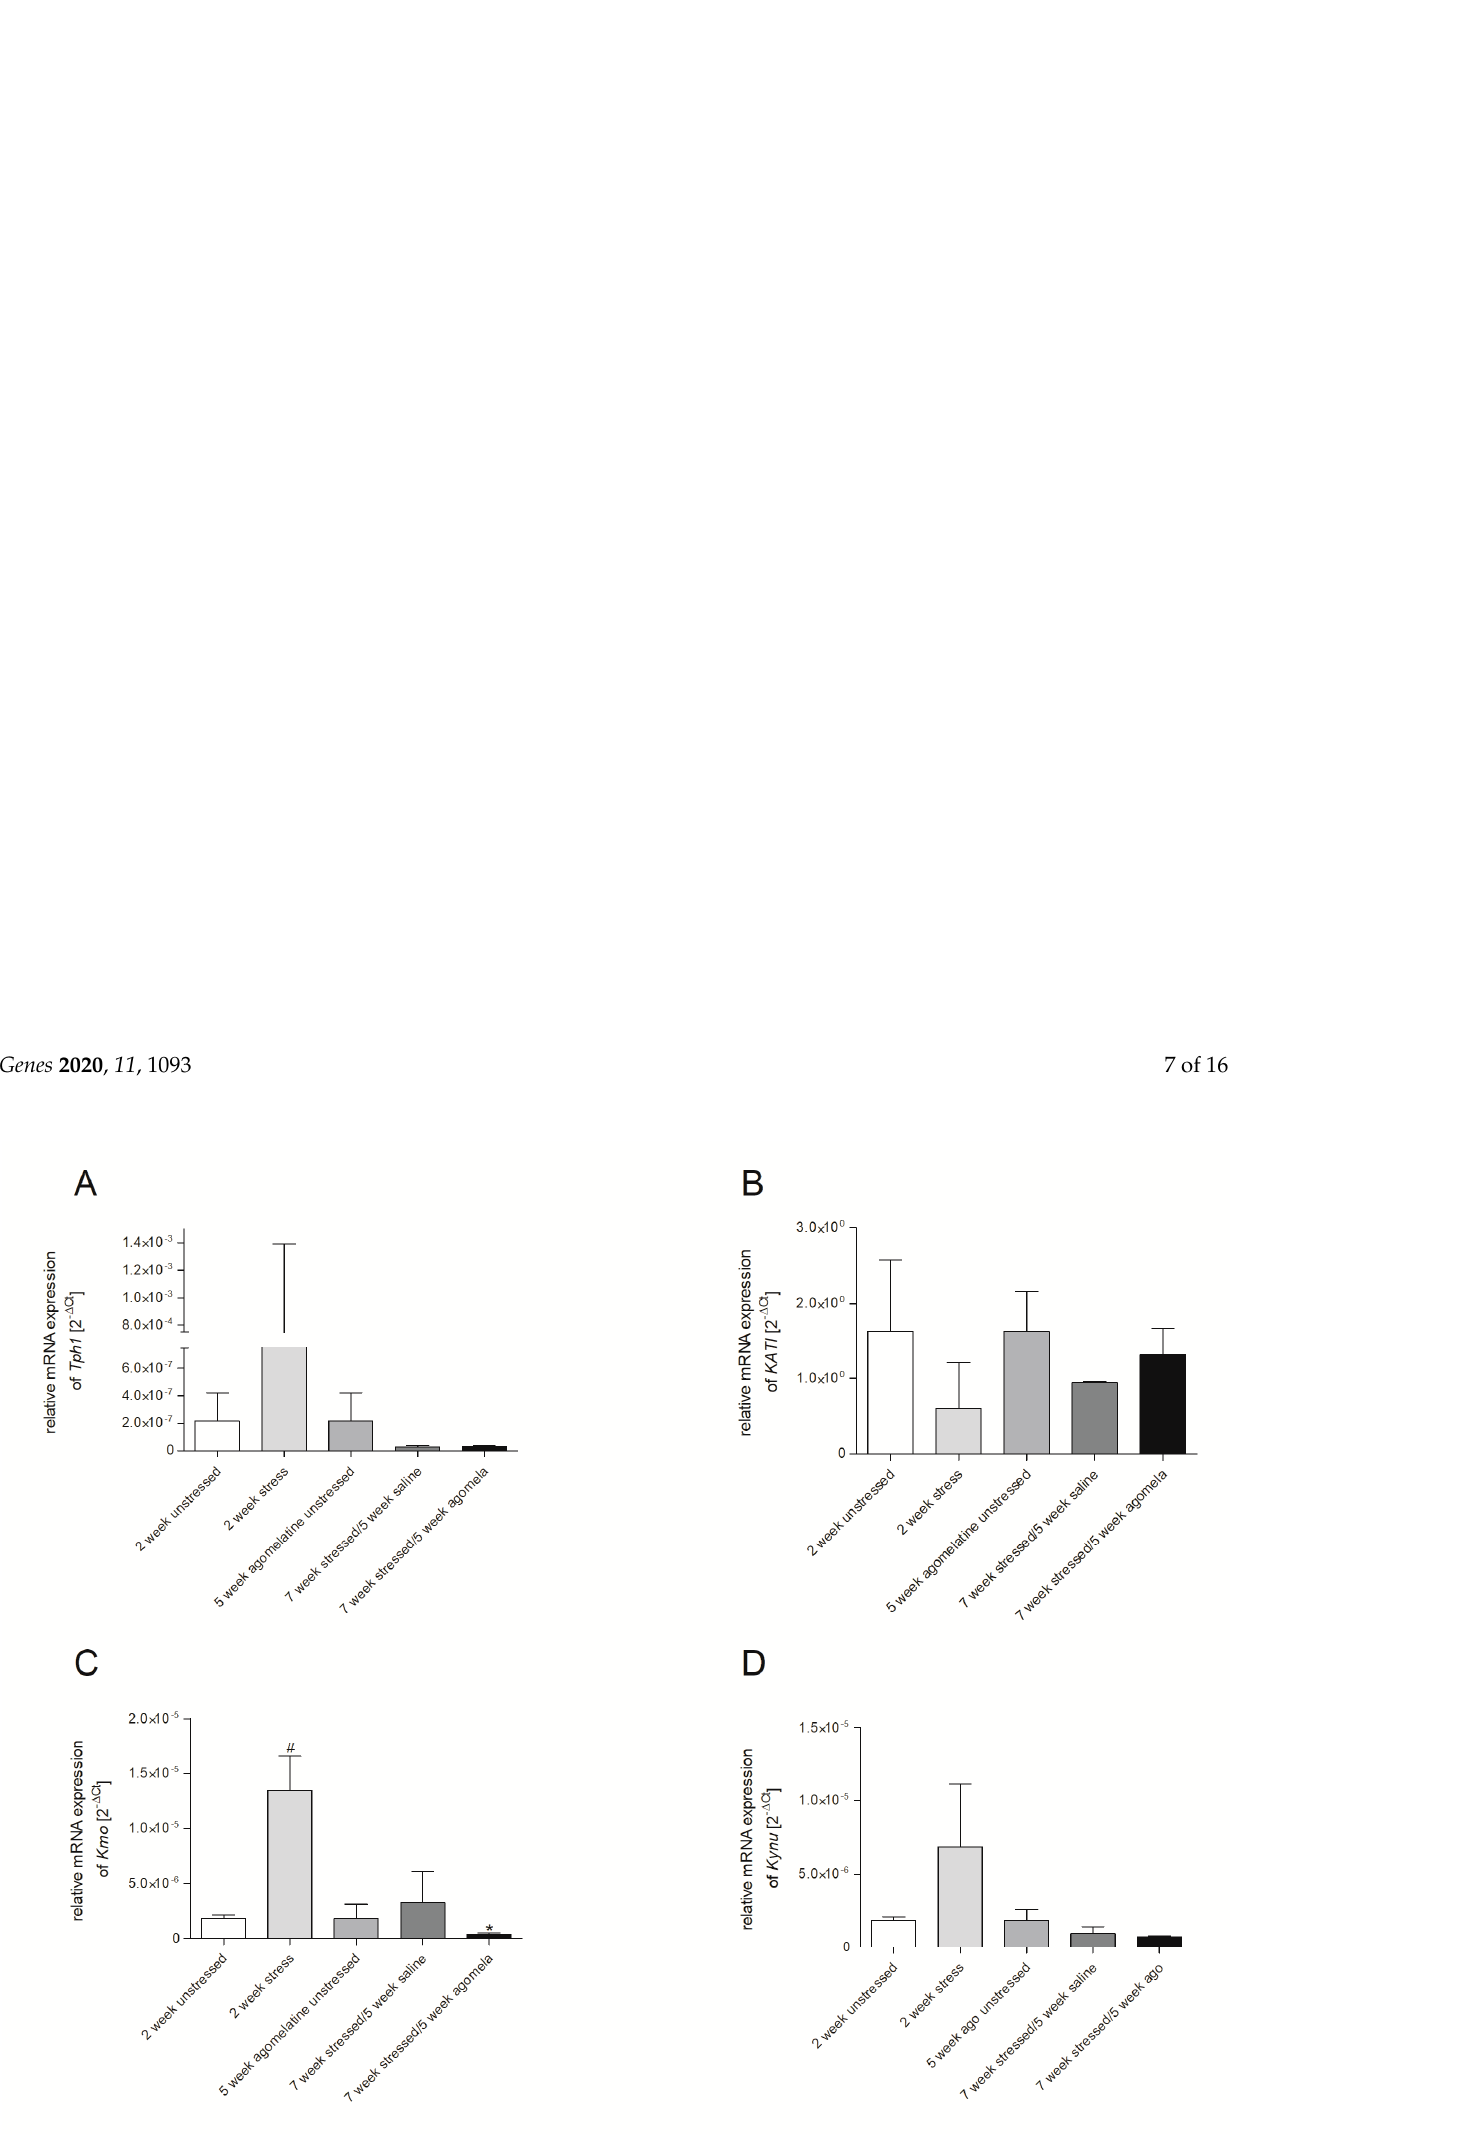 Genes 2020, 11, 1093
7 of 16
A
relative mRNA expression
of Tph1 [2-ΔCt]
1.4×10-3
1.2×10-3
1.0×10-3
8.0×10-4
6.0×10-7
4.0×10-7
2.0×10-7
0
2 week unstressed
2 week stress
5 week agomelatine unstressed
7 week stressed/5 week saline
7 week stressed/5 week agomela
B
relative mRNA expression
of KATI [2-ΔCt]
3.0×100
2.0×100
1.0×100
0
2 week unstressed
2 week stress
5 week agomelatine unstressed
7 week stressed/5 week saline
7 week stressed/5 week agomela
C
relative mRNA expression
of Kmo [2-ΔCt]
2.0×10-5
1.5×10-5
1.0×10-5
5.0×10-6
0
#
*
2 week unstressed
2 week stress
5 week agomelatine unstressed
7 week stressed/5 week saline
7 week stressed/5 week agomela
D
relative mRNA expression
of Kynu [2-ΔCt]
1.5×10-5
1.0×10-5
5.0×10-6
0
2 week unstressed
2 week stress
5 week ago unstressed
7 week stressed/5 week saline
7 week stressed/5 week ago